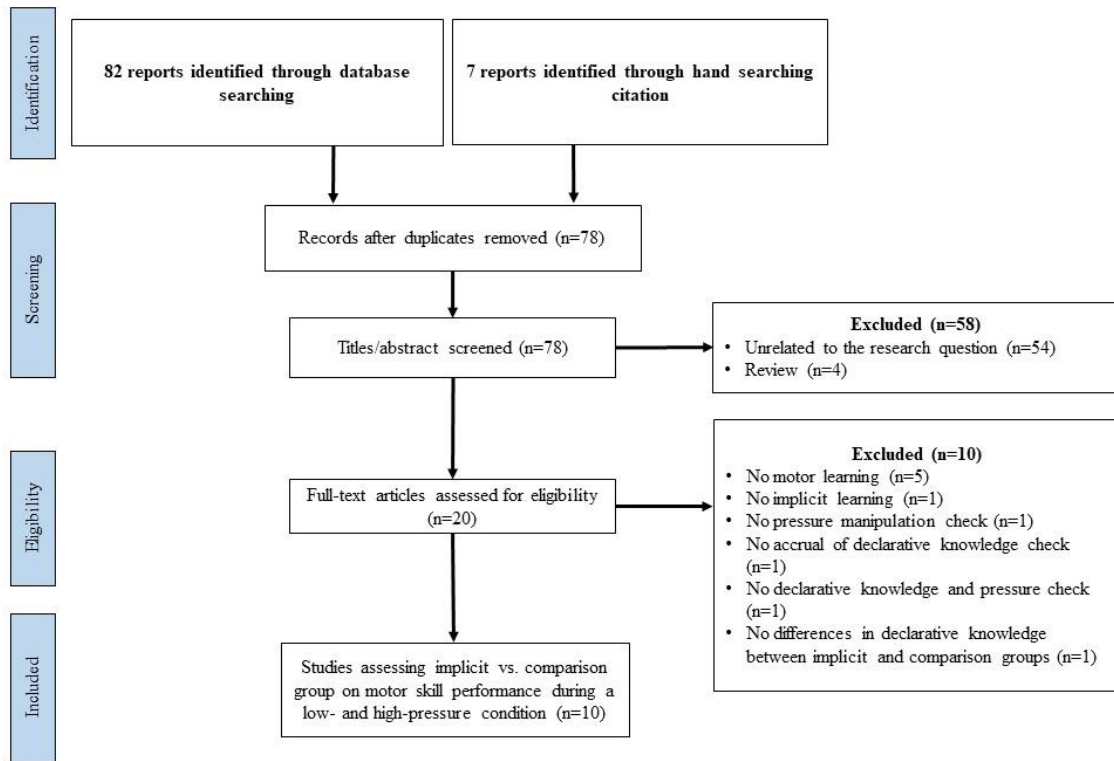 Identification
82 reports identified through database
searching
7 reports identified through hand searching
citation
Screening
Records after duplicates removed (n=78)
Titles/abstract screened (n=78)
Excluded (n=58)
• Unrelated to the research question (n=54)
• Review (n=4)
Eligibility
Full-text articles assessed for eligibility
(n=20)
Excluded (n=10)
• No motor learning (n=5)
• No implicit learning (n=1)
• No pressure manipulation check (n=1)
• No accrual of declarative knowledge check
(n=1)
• No declarative knowledge and pressure check
(n=1)
• No differences in declarative knowledge
between implicit and comparison groups (n=1)
Included
Studies assessing implicit vs. comparison
group on motor skill performance during a
low- and high-pressure condition (n=10)